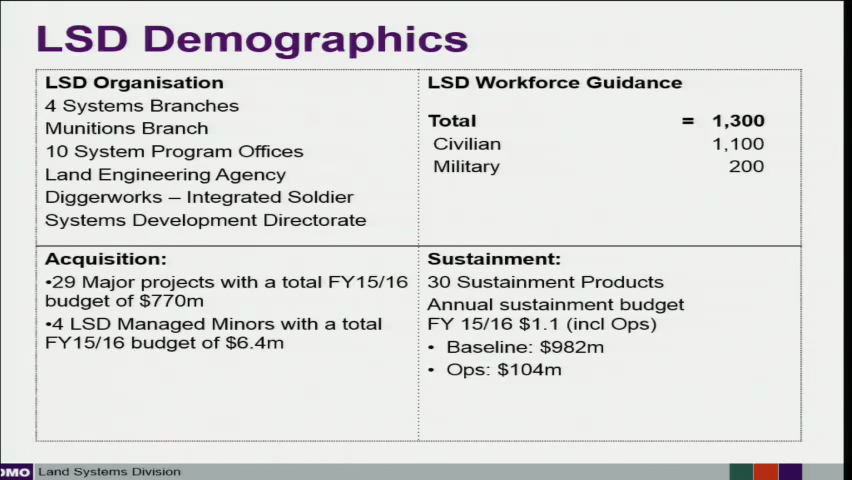 LSD Demographics
LSD Organisation
4 Systems Branches
Munitions Branch
10 System Program Offices
Land Engineering Agency
Diggerworks – Integrated Soldier
Systems Development Directorate
LSD Workforce Guidance
Total = 1,300
Civilian 1,100
Military 200
Acquisition:
•29 Major projects with a total FY15/16
budget of $770m
•4 LSD Managed Minors with a total
FY15/16 budget of $6.4m
Sustainment:
30 Sustainment Products
Annual sustainment budget
FY 15/16 $1.1 (incl Ops)
• Baseline: $982m
• Ops: $104m
DMO Land Systems Division